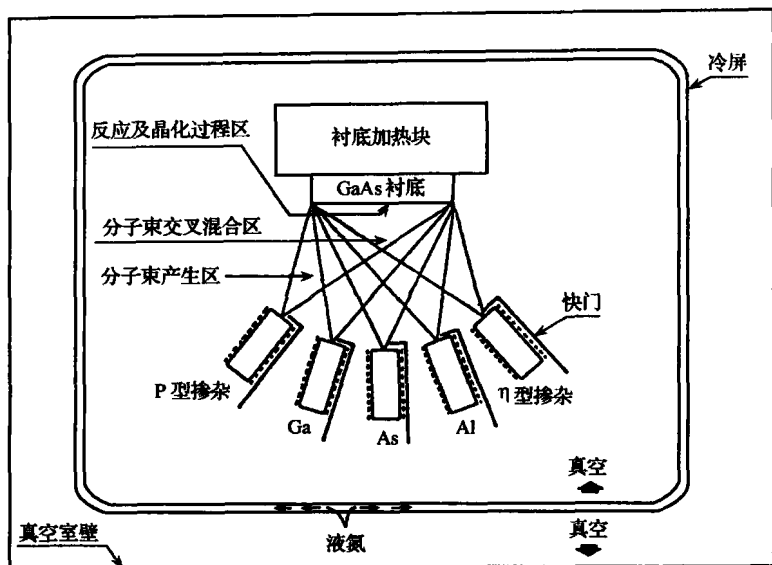 冷屏
衬底加热块
反应及晶化过程区
GaAs 衬底
分子束交叉混合区
分子束产生区
快门
P 型掺杂
Ga
As
Al
η型掺杂
真空
真空
液氮
真空室壁